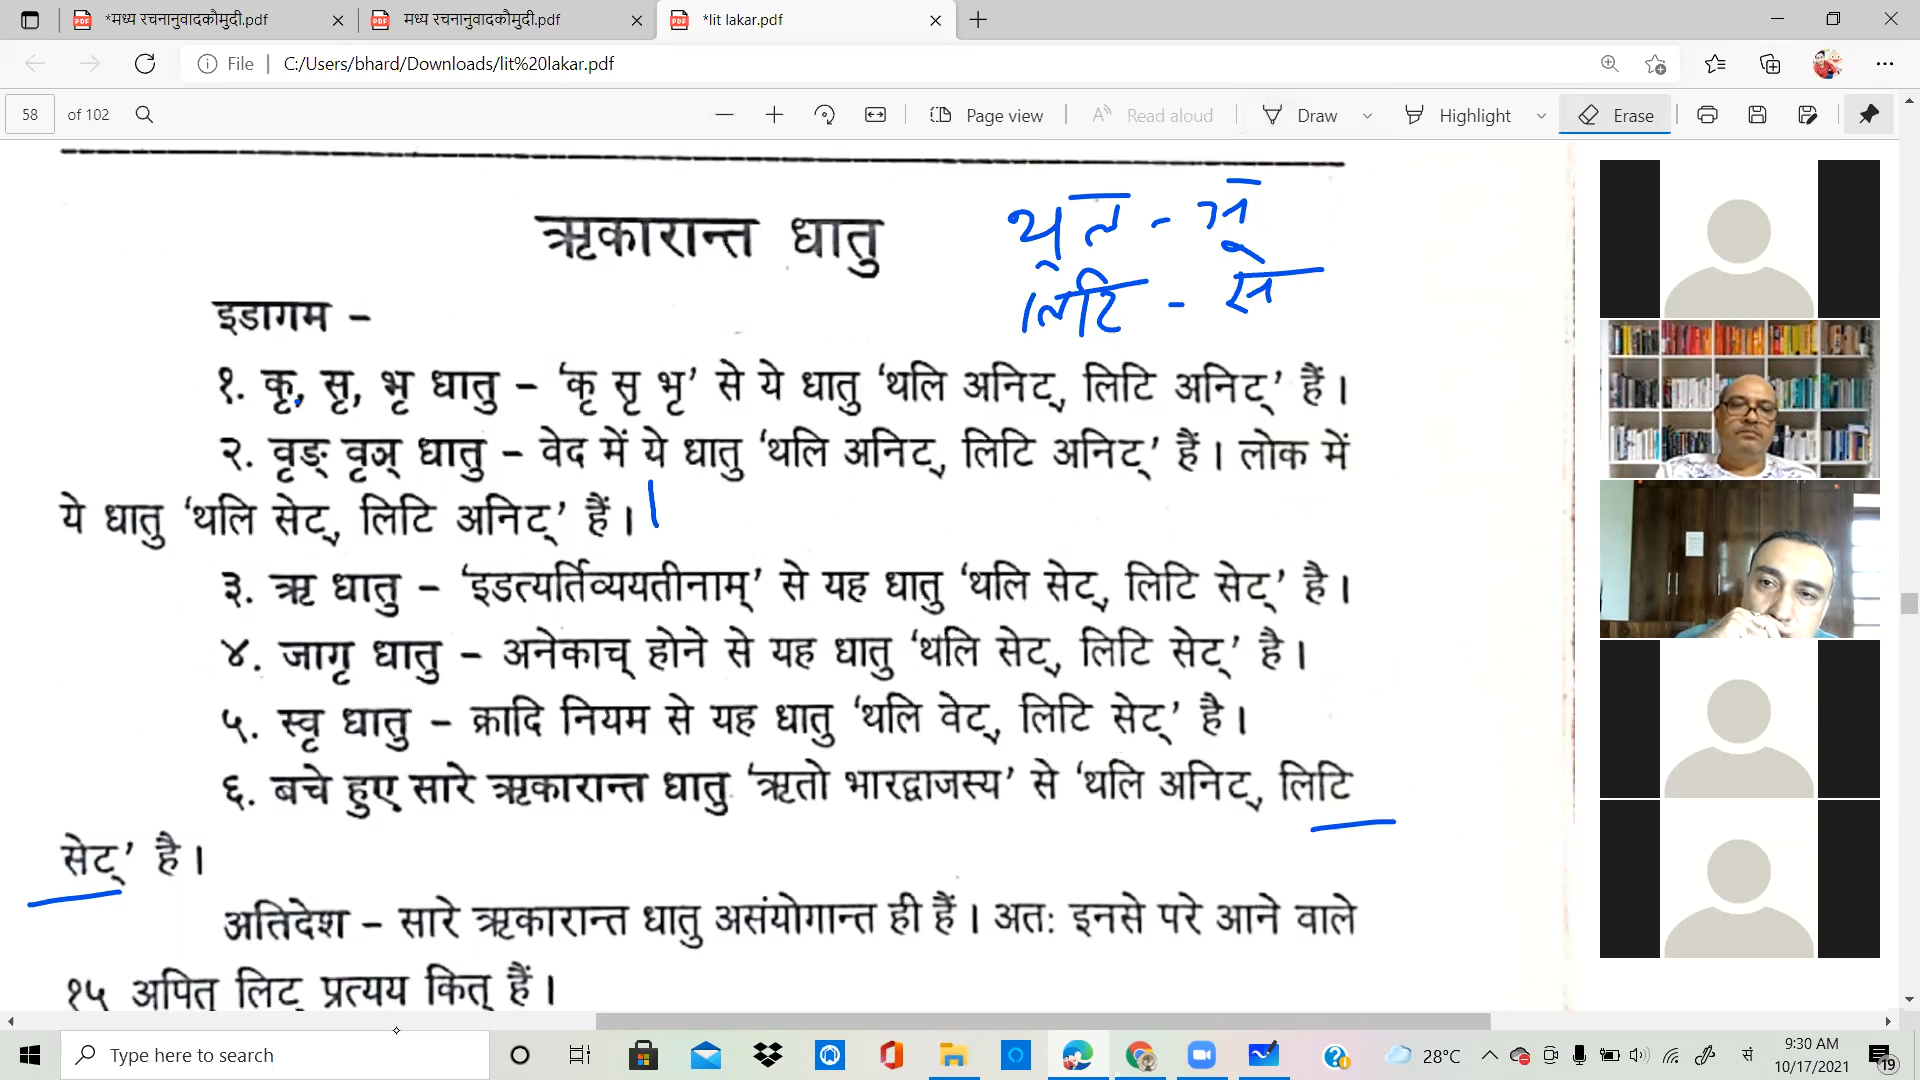 *मध्य रचनानुवादकौमुदी.pdf
मध्य रचनानुवादकौमुदी.pdf
*lit lakar.pdf
File
C:/Users/bhard/Downloads/lit%20lakar.pdf
58 of 102
Page view
Read aloud
Draw
Highlight
Erase
ऋकारान्त धातु
थल -
लिटि -
इडागम –
१. कृ, सृ, भृ धातु – ‘कृ सृ भृ’ से ये धातु ‘थलि अनिट्, लिटि अनिट्’ हैं।
२. वृङ् वृञ् धातु – वेद में ये धातु ‘थलि अनिट्, लिटि अनिट्’ हैं। लोक में
ये धातु ‘थलि सेट्, लिटि अनिट्’ हैं।
३. ऋ धातु – ‘इडत्यर्तिव्ययतीनाम्’ से यह धातु ‘थलि सेट्, लिटि सेट्’ है।
४. जागृ धातु – अनेकाच् होने से यह धातु ‘थलि सेट्, लिटि सेट्’ है।
५. स्वृ धातु – क्रादि नियम से यह धातु ‘थलि वेट्, लिटि सेट्’ है।
६. बचे हुए सारे ऋकारान्त धातु ‘ऋतो भारद्वाजस्य’ से ‘थलि अनिट्, लिटि
सेट्’ है।
अतिदेश – सारे ऋकारान्त धातु असंयोगान्त ही हैं। अतः इनसे परे आने वाले
१५ अपित् लिट् प्रत्यय कित् हैं।
Type here to search
28°C
सं
9:30 AM
10/17/2021
19